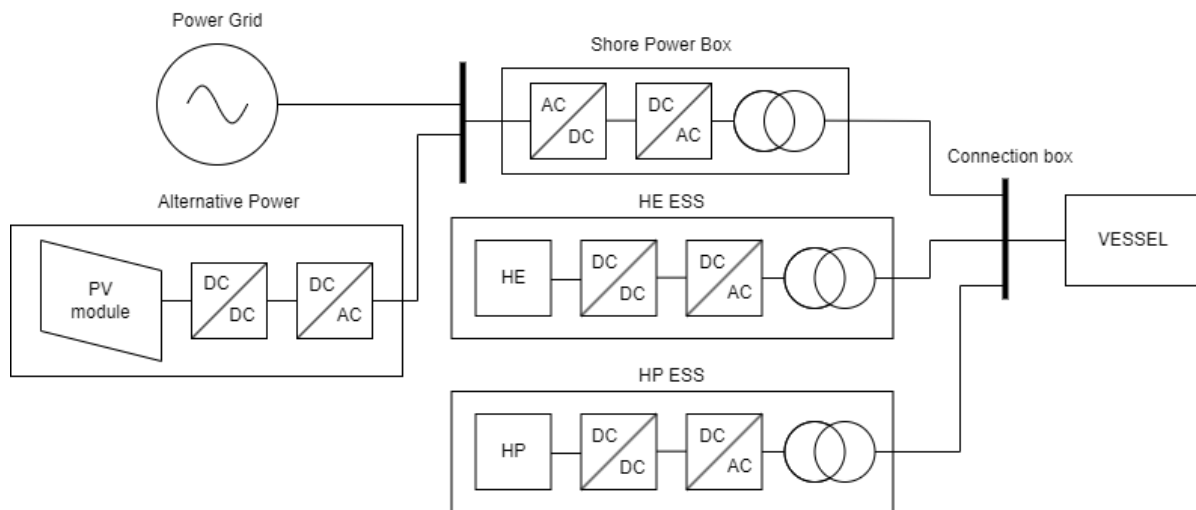 Power Grid
Shore Power Box
AC
DC
DC
AC
Connection box
Alternative Power
HE ESS
VESSEL
PV
module
DC
DC
DC
AC
HE
DC
DC
DC
AC
HP ESS
HP
DC
DC
DC
AC